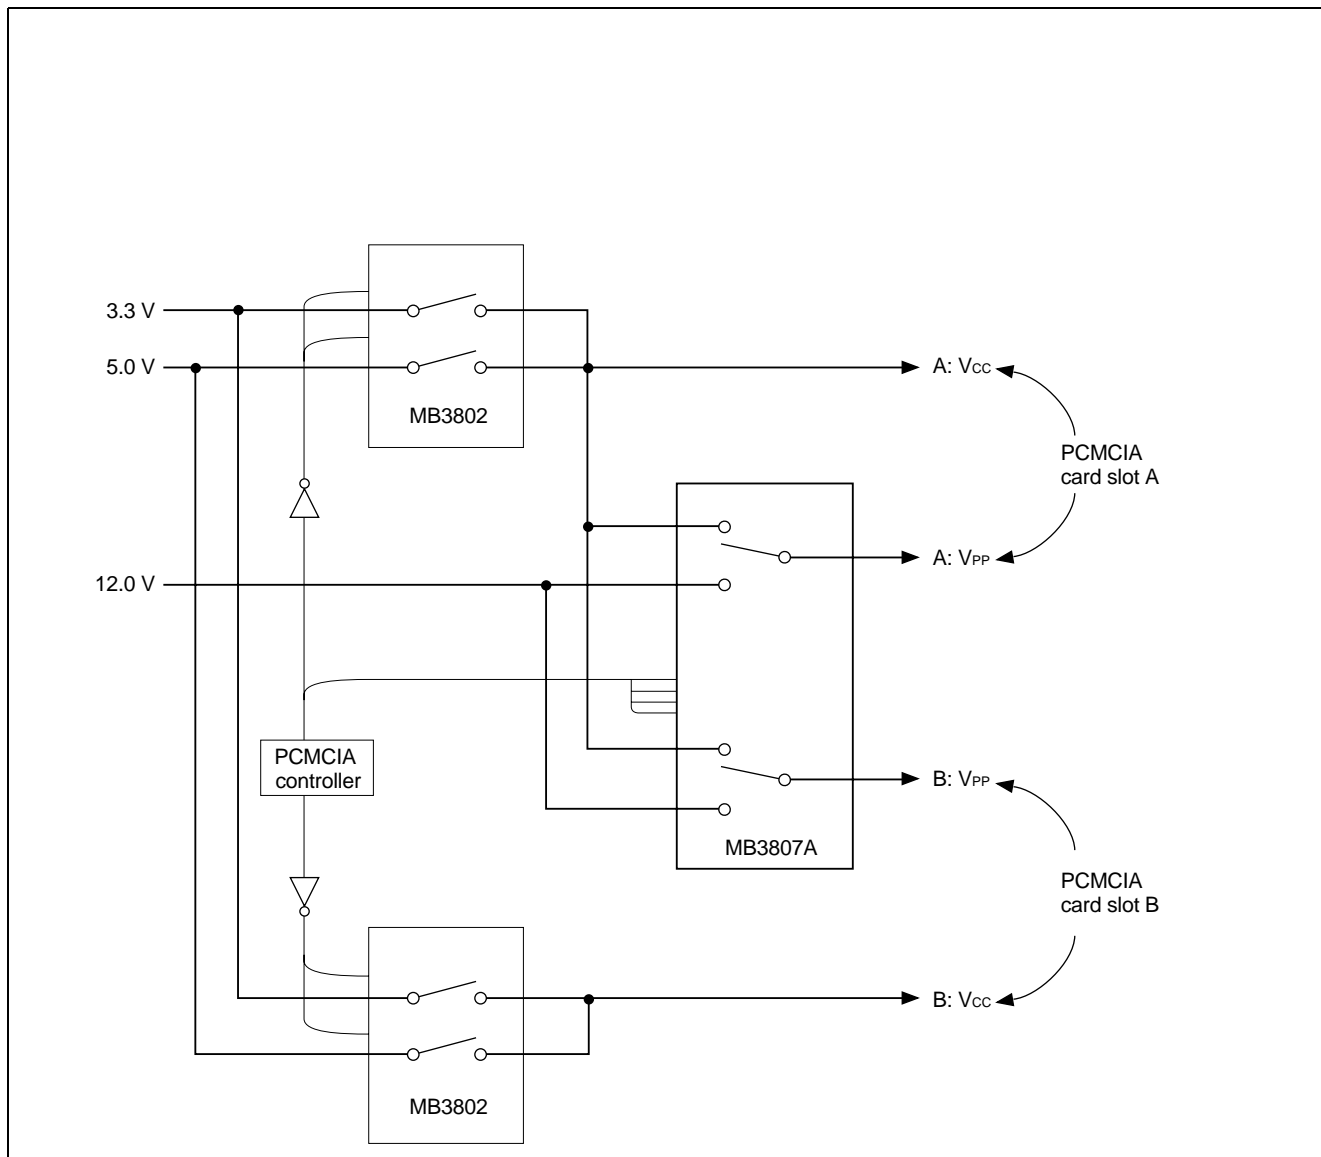 3.3 V
5.0 V
MB3802
A: VCC
PCMCIA
card slot A
A: VPP
12.0 V
PCMCIA
controller
B: VPP
MB3807A
PCMCIA
card slot B
B: VCC
MB3802